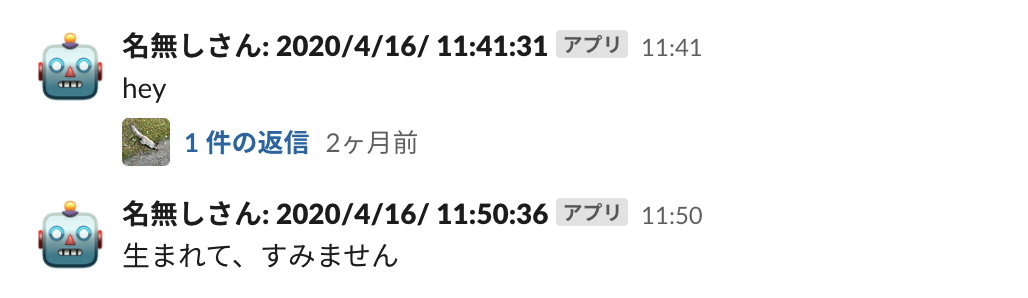 名無しさん: 2020/4/16/ 11:41:31 アプリ 11:41
hey
1 件の返信 2ヶ月前
名無しさん: 2020/4/16/ 11:50:36 アプリ 11:50
生まれて、すみません